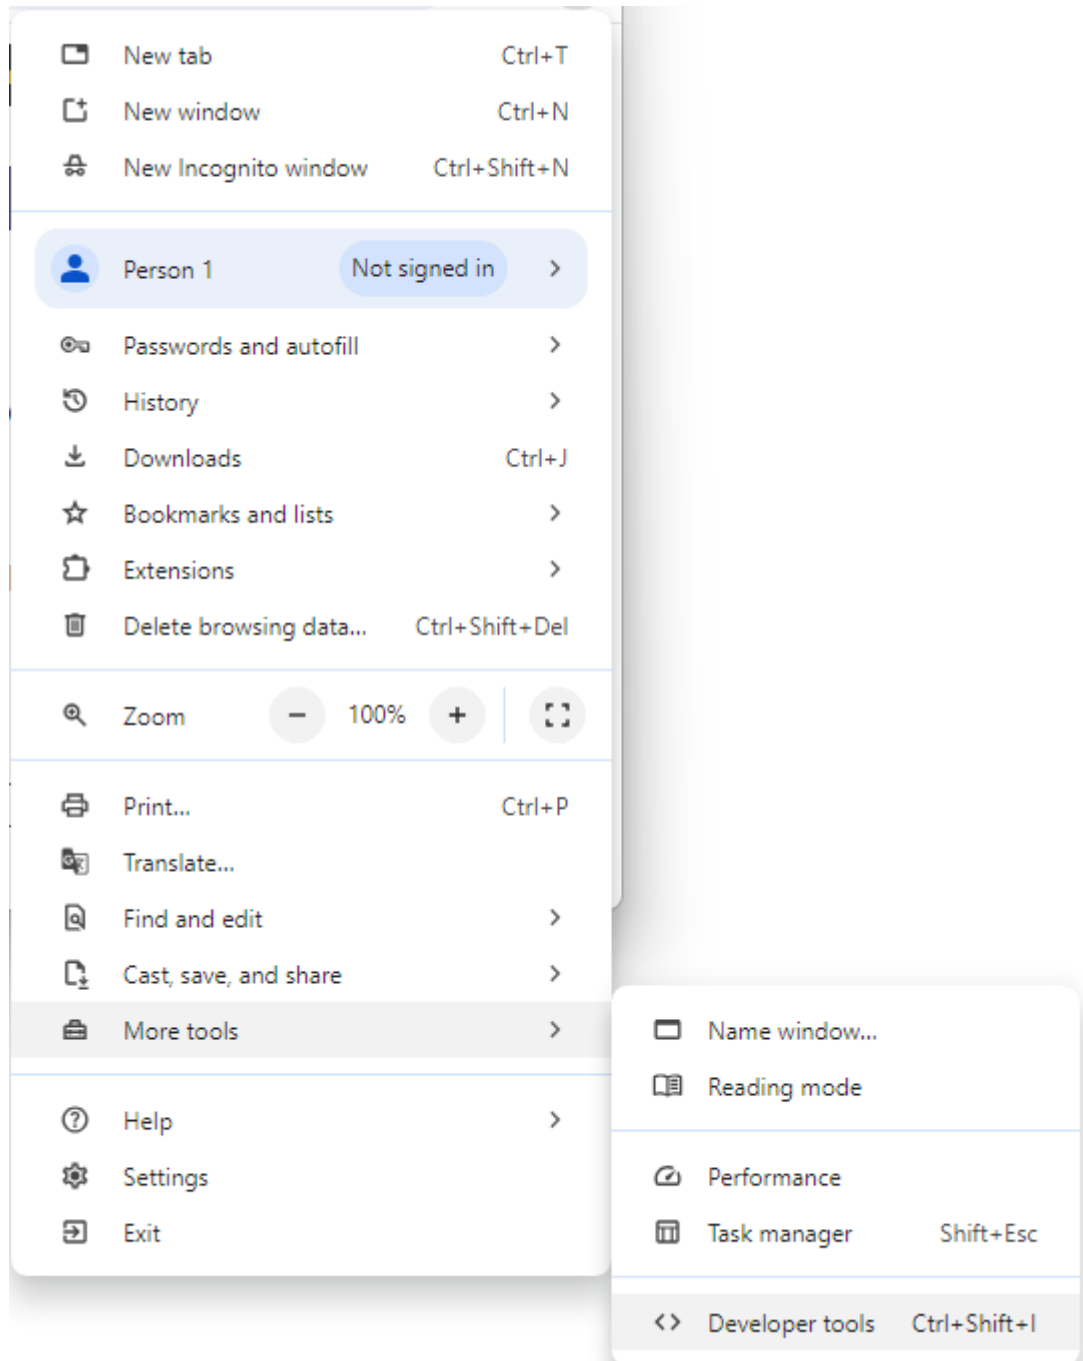 New tab Ctrl+T
New window Ctrl+N
New Incognito window Ctrl+Shift+N
Person 1 Not signed in
Passwords and autofill
History
Downloads Ctrl+J
Bookmarks and lists
Extensions
Delete browsing data... Ctrl+Shift+Del
Zoom − 100% +
Print... Ctrl+P
Translate...
Find and edit
Cast, save, and share
More tools
Help
Settings
Exit
Name window...
Reading mode
Performance
Task manager Shift+Esc
Developer tools Ctrl+Shift+I